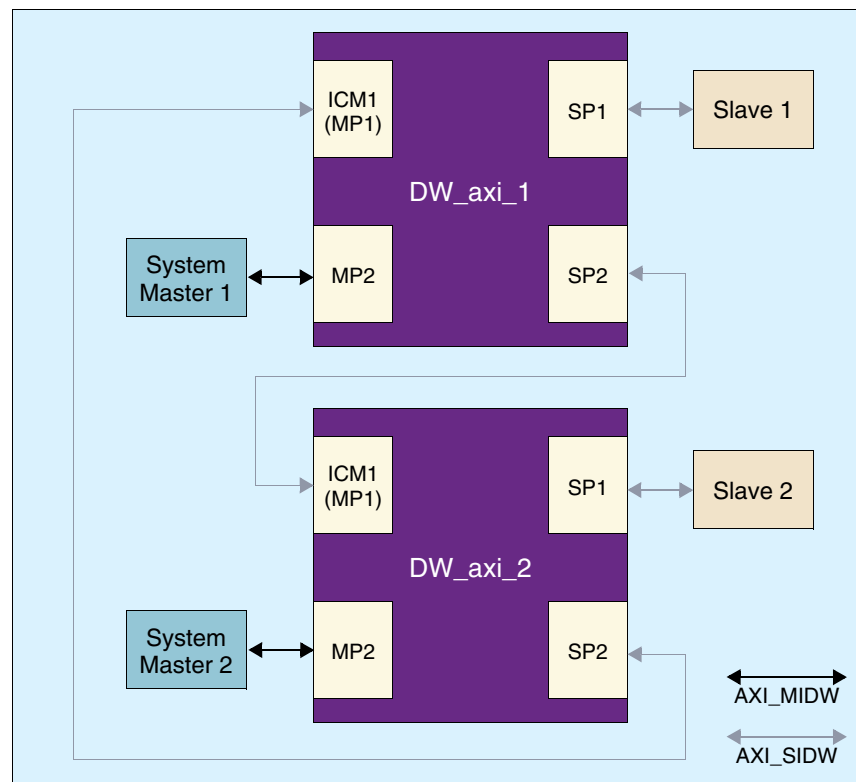 ICM1
(MP1)
SP1
Slave 1
DW_axi_1
System
Master 1
MP2
SP2
ICM1
(MP1)
SP1
Slave 2
DW_axi_2
System
Master 2
MP2
SP2
AXI_MIDW
AXI_SIDW